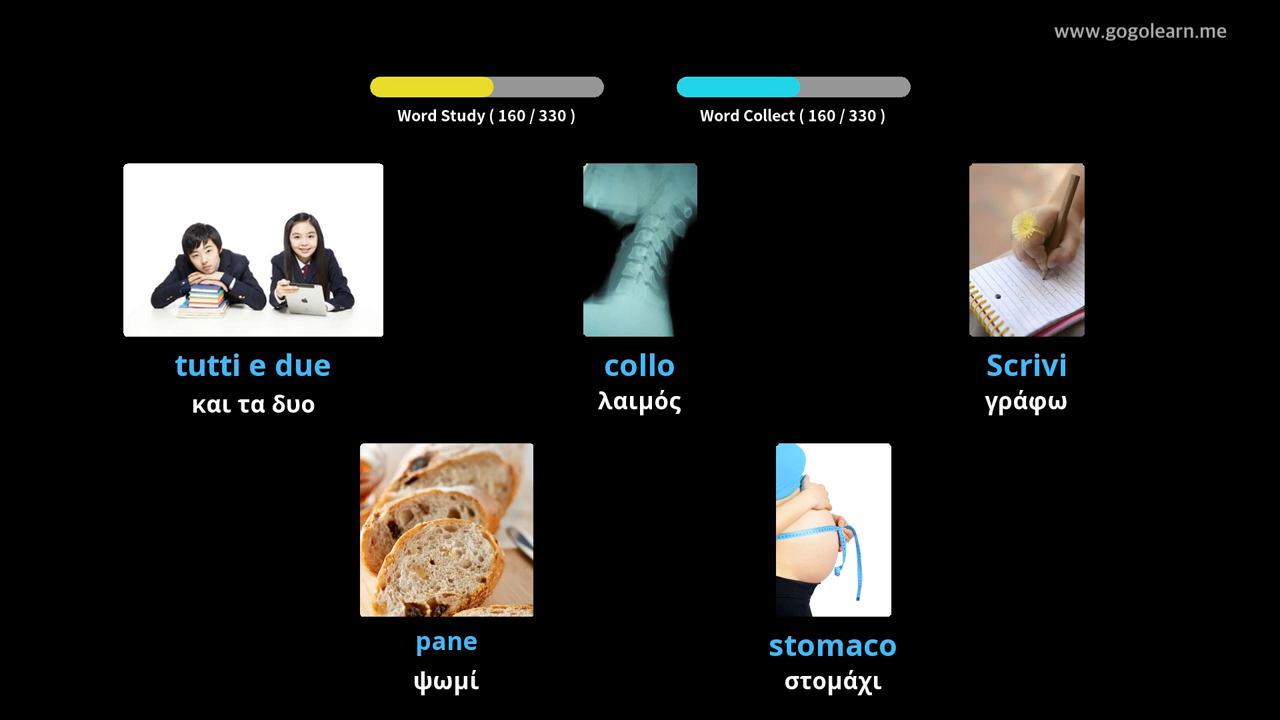 www.gogolearn.me
Word Study ( 160 / 330 )
Word Collect ( 160 / 330 )
tutti e due
και τα δυο
collo
λαιμός
Scrivi
γράφω
pane
ψωμί
stomaco
στομάχι